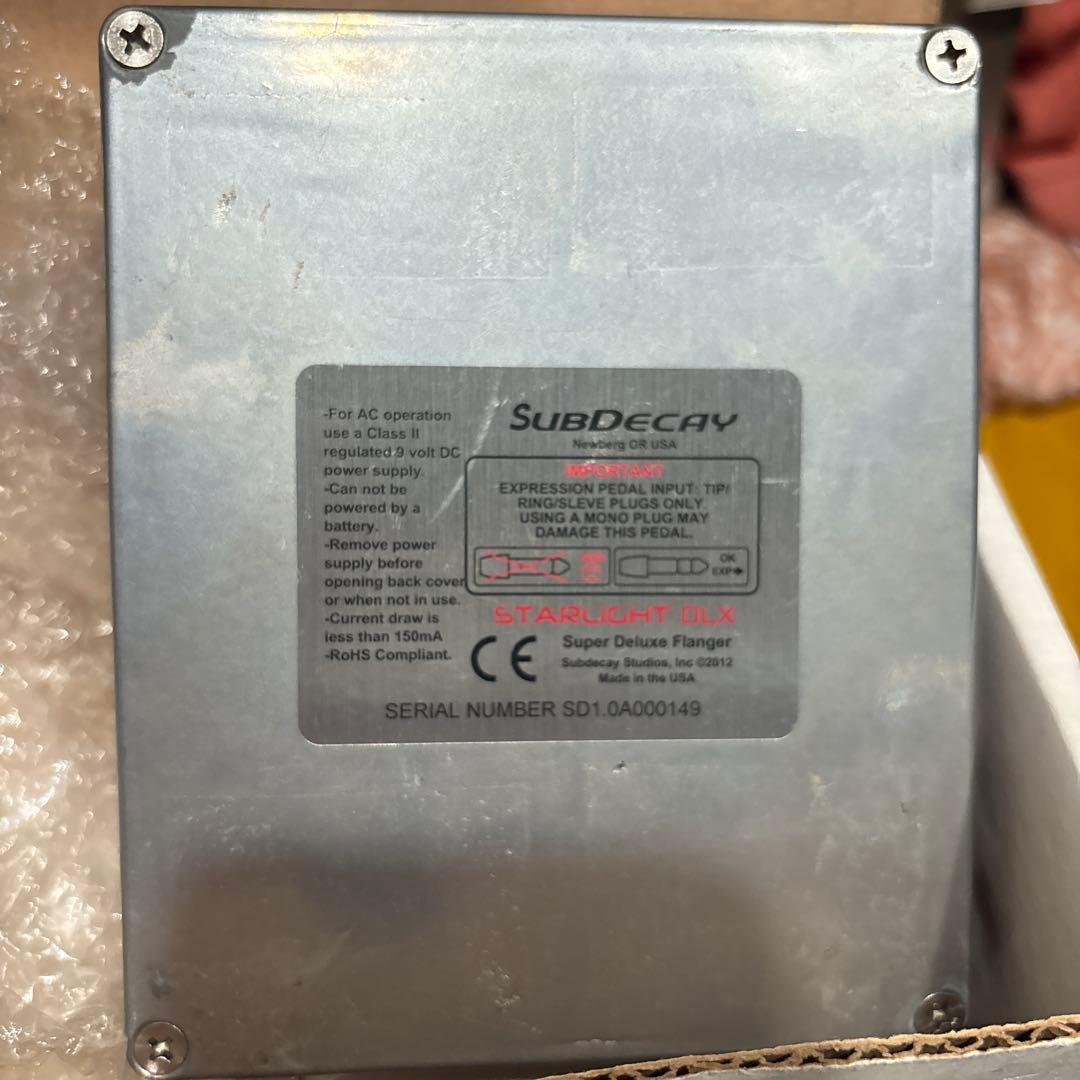 -For AC operation
use a Class II
regulated 9 volt DC
power supply.
-Can not be
powered by a
battery.
-Remove power
supply before
opening back cover
or when not in use.
-Current draw is
less than 150mA
-RoHS Compliant.
SUBDECAY
Newberg OR USA
IMPORTANT
EXPRESSION PEDAL INPUT: TIP/
RING/SLEVE PLUGS ONLY.
USING A MONO PLUG MAY
DAMAGE THIS PEDAL.
OK
EXP
STARLIGHT DLX
CE
Super Deluxe Flanger
Subdecay Studios, Inc ©2012
Made in the USA
SERIAL NUMBER SD1.0A000149